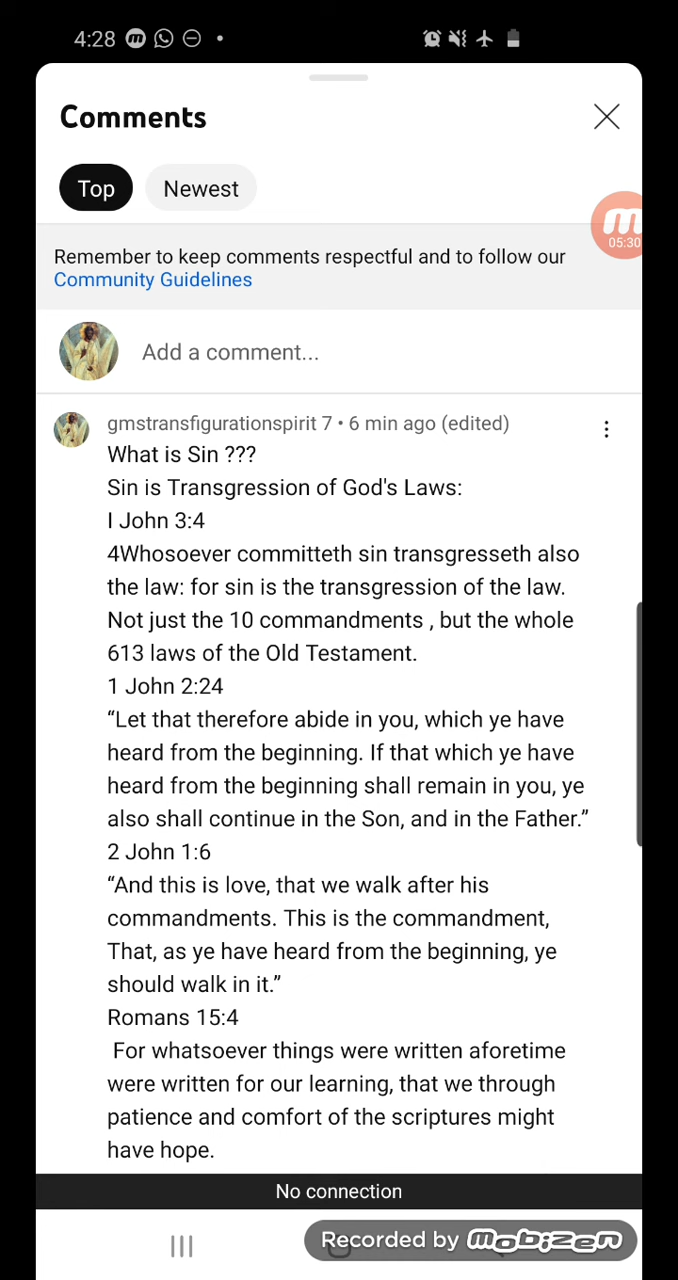 4:28
Comments
Top
Newest
05:30
Remember to keep comments respectful and to follow our
Community Guidelines
Add a comment...
gmstransfigurationspirit 7 • 6 min ago (edited)
What is Sin ???
Sin is Transgression of God's Laws:
I John 3:4
4Whosoever committeth sin transgresseth also
the law: for sin is the transgression of the law.
Not just the 10 commandments , but the whole
613 laws of the Old Testament.
1 John 2:24
“Let that therefore abide in you, which ye have
heard from the beginning. If that which ye have
heard from the beginning shall remain in you, ye
also shall continue in the Son, and in the Father.”
2 John 1:6
“And this is love, that we walk after his
commandments. This is the commandment,
That, as ye have heard from the beginning, ye
should walk in it.”
Romans 15:4
For whatsoever things were written aforetime
were written for our learning, that we through
patience and comfort of the scriptures might
have hope.
No connection
Recorded by mobizen